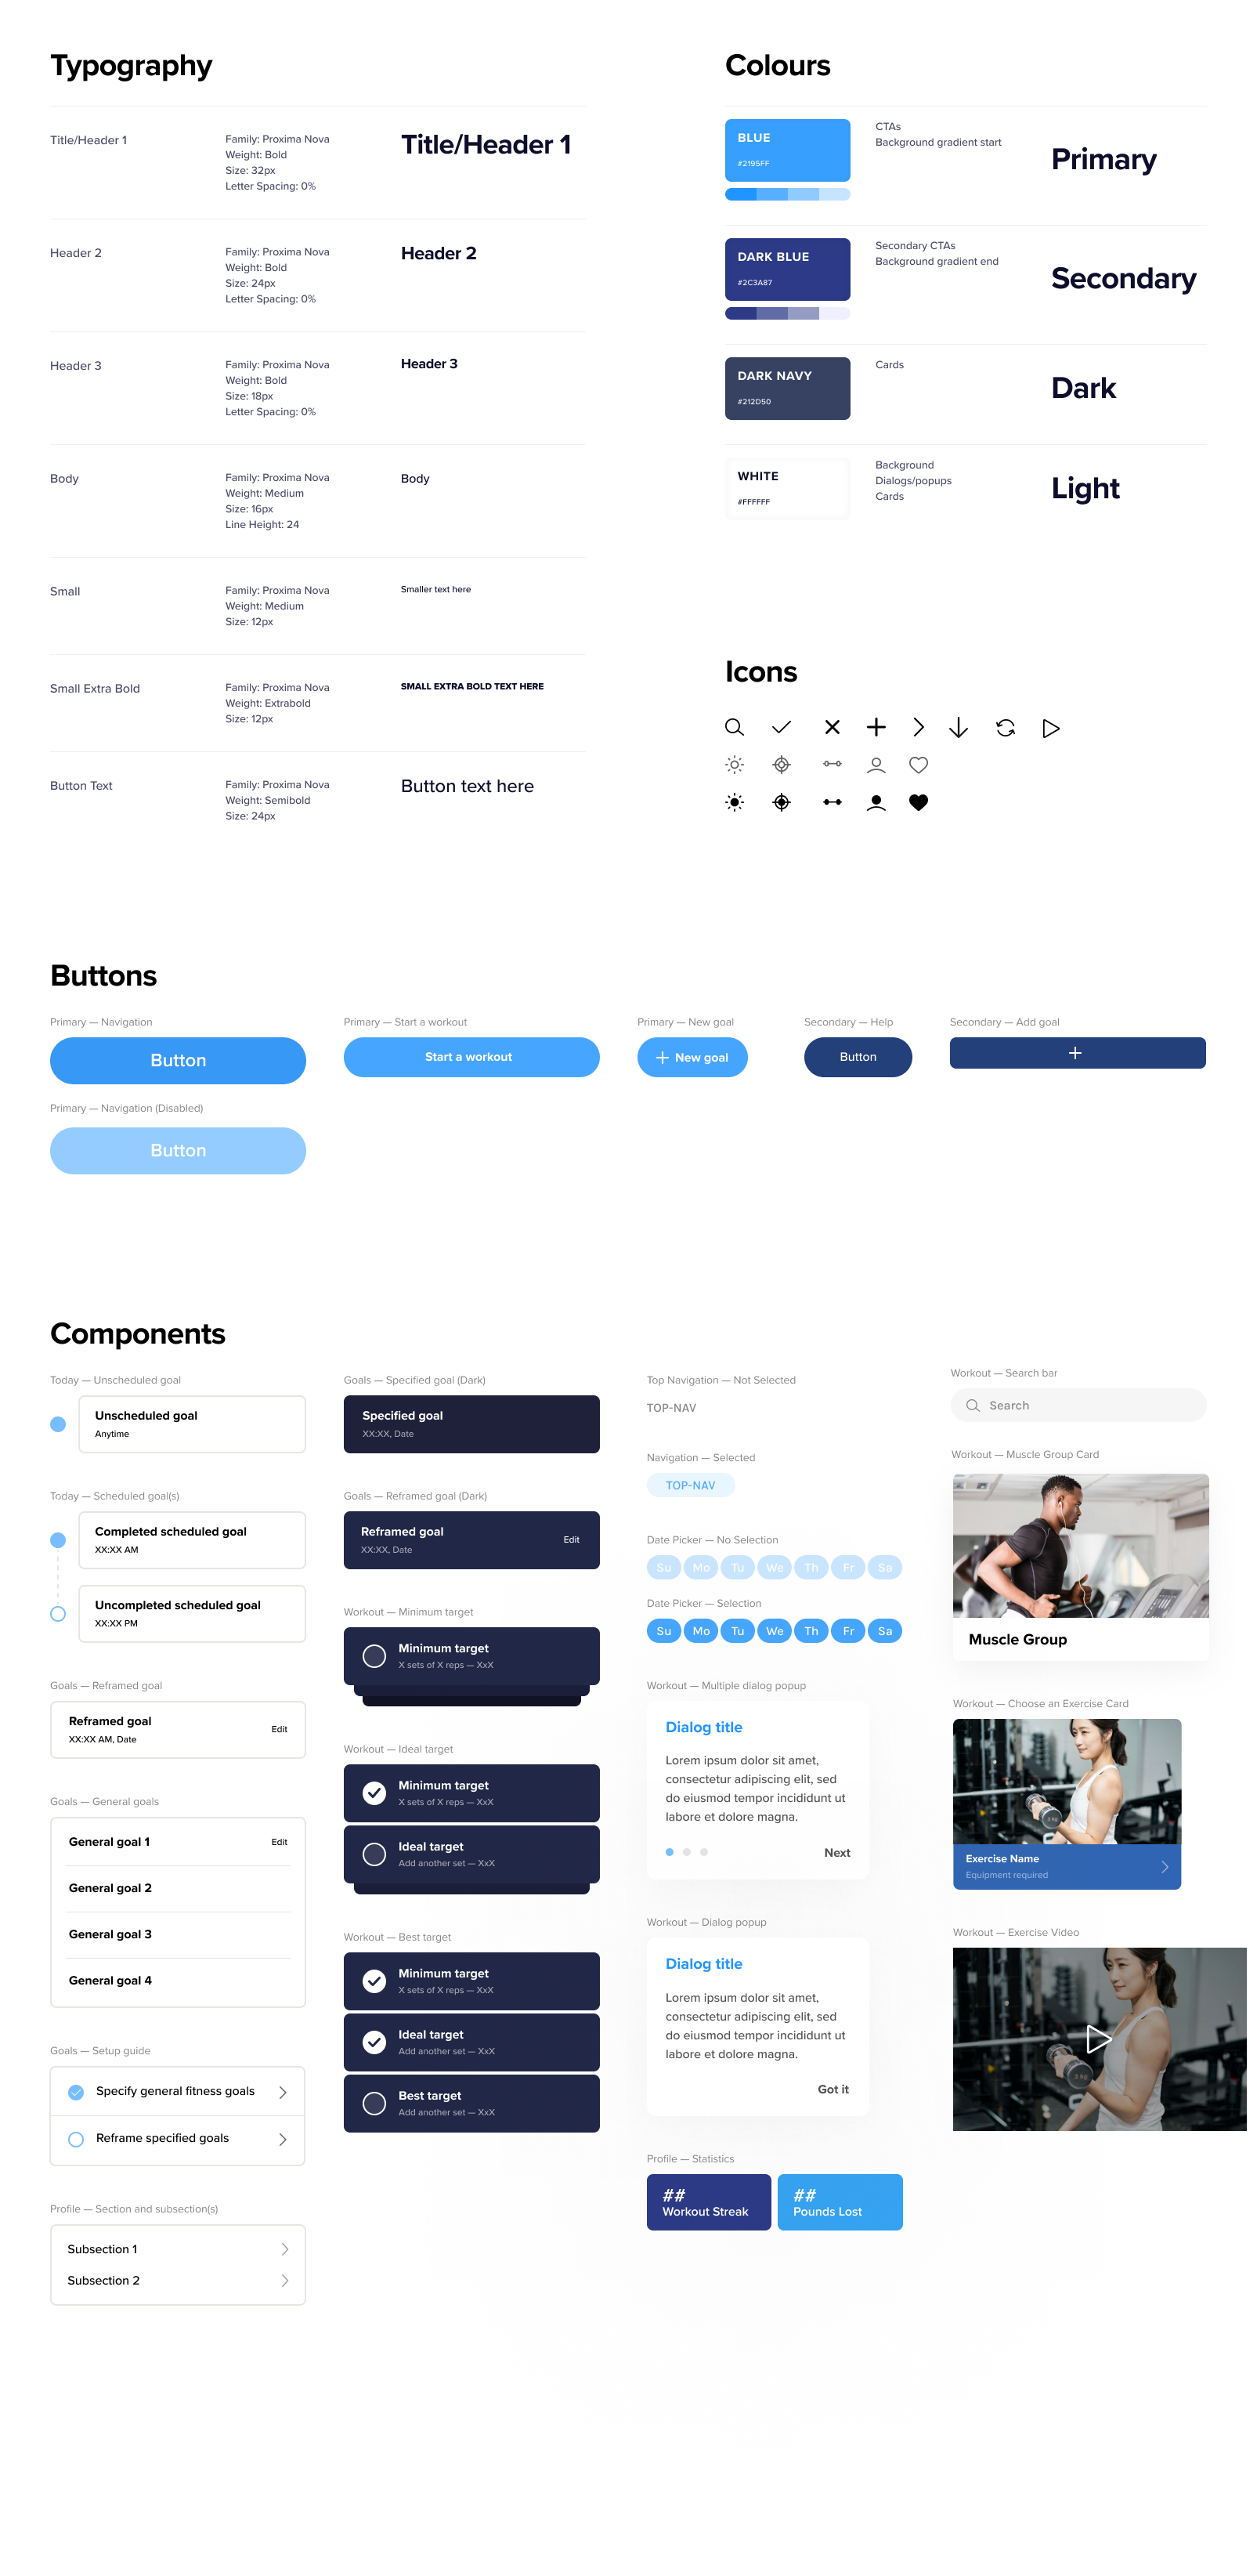 Typography
Title/Header 1
Family: Proxima Nova
Weight: Bold
Size: 32px
Letter Spacing: 0%
Title/Header 1
Header 2
Family: Proxima Nova
Weight: Bold
Size: 24px
Letter Spacing: 0%
Header 2
Header 3
Family: Proxima Nova
Weight: Bold
Size: 18px
Letter Spacing: 0%
Header 3
Body
Family: Proxima Nova
Weight: Medium
Size: 16px
Line Height: 24
Body
Small
Family: Proxima Nova
Weight: Medium
Size: 12px
Smaller text here
Small Extra Bold
Family: Proxima Nova
Weight: Extrabold
Size: 12px
SMALL EXTRA BOLD TEXT HERE
Button Text
Family: Proxima Nova
Weight: Semibold
Size: 24px
Button text here
Colours
BLUE
#2195FF
CTAs
Background gradient start
Primary
DARK BLUE
#2C3A87
Secondary CTAs
Background gradient end
Secondary
DARK NAVY
#212D50
Cards
Dark
WHITE
#FFFFFF
Background
Dialogs/popups
Cards
Light
Icons
Buttons
Primary — Navigation
Button
Primary — Navigation (Disabled)
Button
Primary — Start a workout
Start a workout
Primary — New goal
New goal
Secondary — Help
Button
Secondary — Add goal
Components
Today — Unscheduled goal
Unscheduled goal
Anytime
Today — Scheduled goal(s)
Completed scheduled goal
XX:XX AM
Uncompleted scheduled goal
XX:XX PM
Goals — Reframed goal
Reframed goal
XX:XX AM, Date
Edit
Goals — General goals
General goal 1
Edit
General goal 2
General goal 3
General goal 4
Goals — Setup guide
Specify general fitness goals
Reframe specified goals
Profile — Section and subsection(s)
Subsection 1
Subsection 2
Goals — Specified goal (Dark)
Specified goal
XX:XX, Date
Goals — Reframed goal (Dark)
Reframed goal
XX:XX, Date
Edit
Workout — Minimum target
Minimum target
X sets of X reps — XxX
Workout — Ideal target
Minimum target
X sets of X reps — XxX
Ideal target
Add another set — XxX
Workout — Best target
Minimum target
X sets of X reps — XxX
Ideal target
Add another set — XxX
Best target
Add another set — XxX
Top Navigation — Not Selected
TOP-NAV
Navigation — Selected
TOP-NAV
Date Picker — No Selection
Su Mo Tu We Th Fr Sa
Date Picker — Selection
Su Mo Tu We Th Fr Sa
Workout — Multiple dialog popup
Dialog title
Lorem ipsum dolor sit amet,
consectetur adipiscing elit, sed
do eiusmod tempor incididunt ut
labore et dolore magna.
Next
Workout — Dialog popup
Dialog title
Lorem ipsum dolor sit amet,
consectetur adipiscing elit, sed
do eiusmod tempor incididunt ut
labore et dolore magna.
Got it
Profile — Statistics
##
Workout Streak
##
Pounds Lost
Workout — Search bar
Search
Workout — Muscle Group Card
Muscle Group
Workout — Choose an Exercise Card
Exercise Name
Equipment required
Workout — Exercise Video